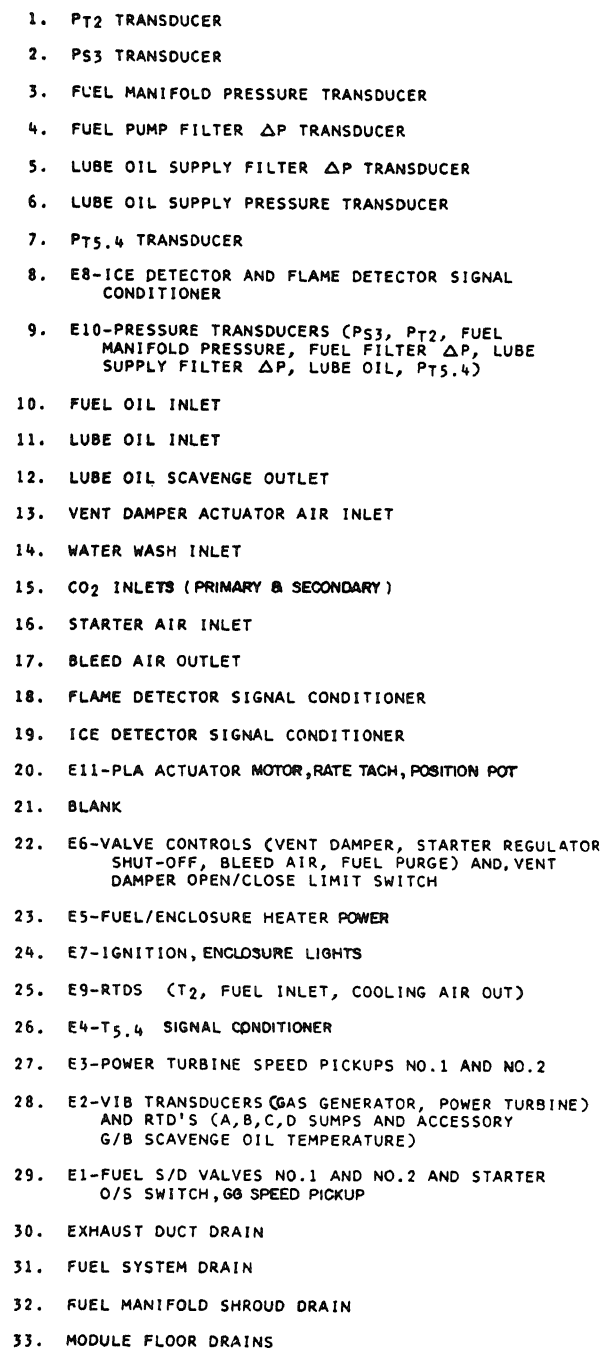 1. PT2 TRANSDUCER
2. PS3 TRANSDUCER
3. FUEL MANIFOLD PRESSURE TRANSDUCER
4. FUEL PUMP FILTER △P TRANSDUCER
5. LUBE OIL SUPPLY FILTER △P TRANSDUCER
6. LUBE OIL SUPPLY PRESSURE TRANSDUCER
7. PT5.4 TRANSDUCER
8. E8-ICE DETECTOR AND FLAME DETECTOR SIGNAL
CONDITIONER
9. E10-PRESSURE TRANSDUCERS (PS3, PT2, FUEL
MANIFOLD PRESSURE, FUEL FILTER △P, LUBE
SUPPLY FILTER △P, LUBE OIL, PT5.4)
10. FUEL OIL INLET
11. LUBE OIL INLET
12. LUBE OIL SCAVENGE OUTLET
13. VENT DAMPER ACTUATOR AIR INLET
14. WATER WASH INLET
15. CO2 INLETS (PRIMARY & SECONDARY)
16. STARTER AIR INLET
17. BLEED AIR OUTLET
18. FLAME DETECTOR SIGNAL CONDITIONER
19. ICE DETECTOR SIGNAL CONDITIONER
20. E11-PLA ACTUATOR MOTOR,RATE TACH,POSITION POT
21. BLANK
22. E6-VALVE CONTROLS (VENT DAMPER, STARTER REGULATOR
SHUT-OFF, BLEED AIR, FUEL PURGE) AND,VENT
DAMPER OPEN/CLOSE LIMIT SWITCH
23. E5-FUEL/ENCLOSURE HEATER POWER
24. E7-IGNITION, ENCLOSURE LIGHTS
25. E9-RTDS (T2, FUEL INLET, COOLING AIR OUT)
26. E4-T5.4 SIGNAL CONDITIONER
27. E3-POWER TURBINE SPEED PICKUPS NO.1 AND NO.2
28. E2-VIB TRANSDUCERS (GAS GENERATOR, POWER TURBINE)
AND RTD'S (A,B,C,D SUMPS AND ACCESSORY
G/B SCAVENGE OIL TEMPERATURE)
29. E1-FUEL S/D VALVES NO.1 AND NO.2 AND STARTER
O/S SWITCH,GG SPEED PICKUP
30. EXHAUST DUCT DRAIN
31. FUEL SYSTEM DRAIN
32. FUEL MANIFOLD SHROUD DRAIN
33. MODULE FLOOR DRAINS